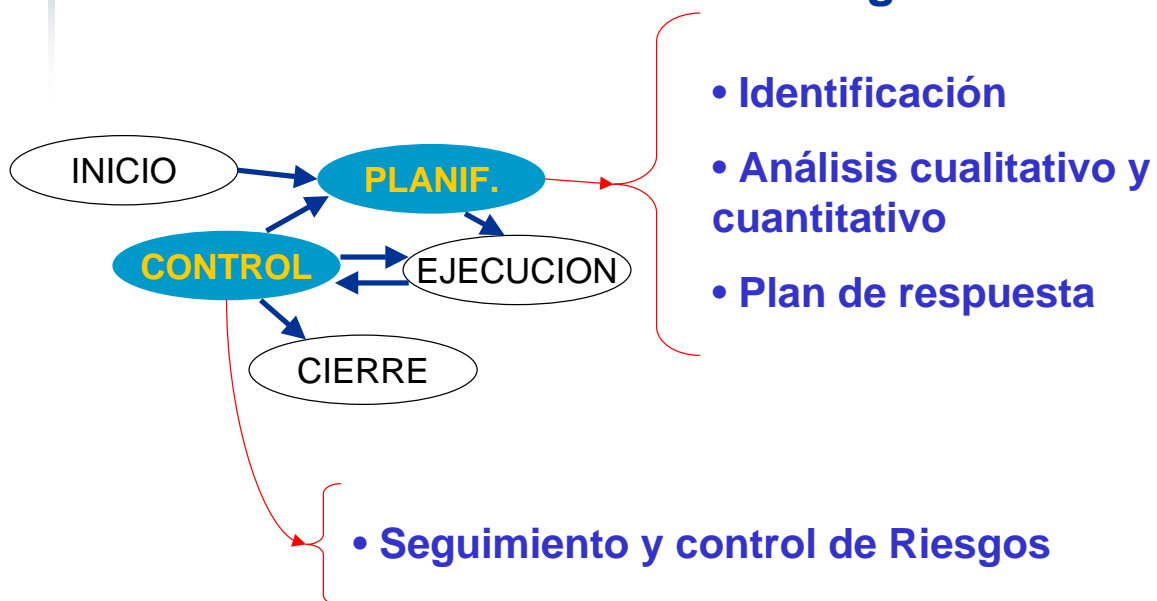 • Identificación
INICIO
PLANIF.
• Análisis cualitativo y
cuantitativo
CONTROL
EJECUCION
• Plan de respuesta
CIERRE
• Seguimiento y control de Riesgos